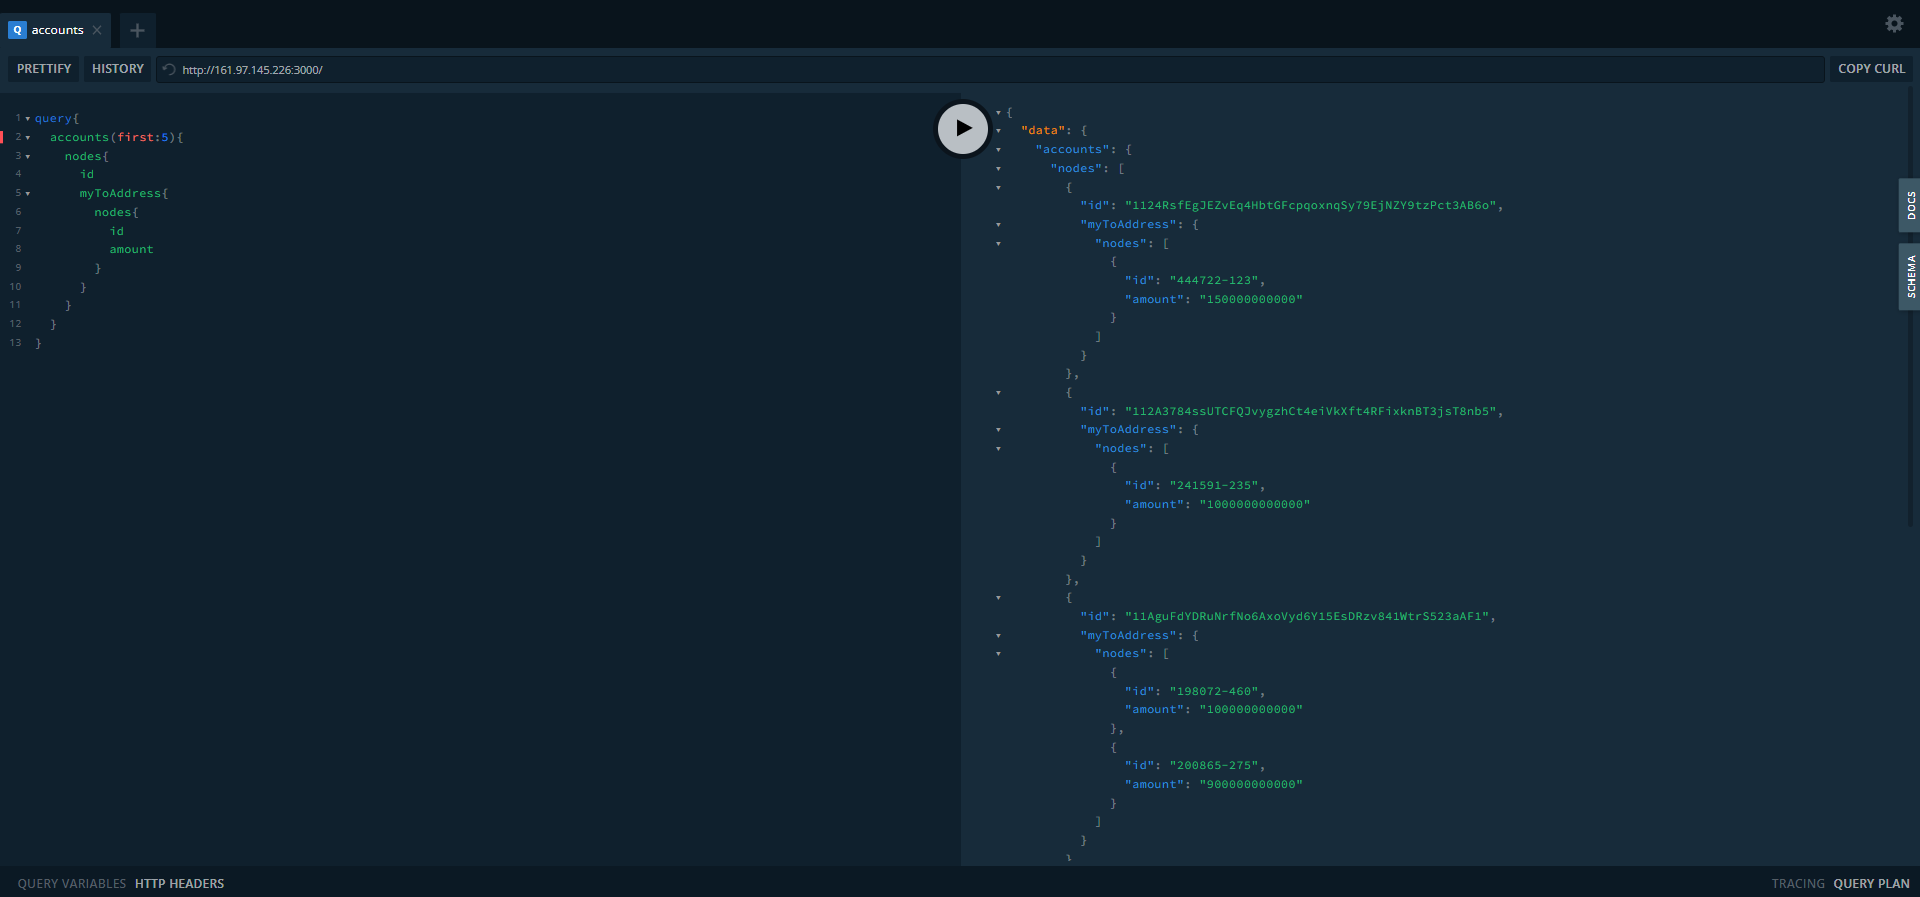 Q accounts
PRETTIFY HISTORY http://161.97.145.226:3000/ COPY CURL
1 query{
2 accounts(first:5){
3 nodes{
4 id
5 myToAddress{
6 nodes{
7 id
8 amount
9 }
10 }
11 }
12 }
13 }
{
"data": {
"accounts": {
"nodes": [
{
"id": "1124RsfEgJEZvEq4HbtGFcpqoxnqSy79EjNZY9tzPct3AB6o",
"myToAddress": {
"nodes": [
{
"id": "444722-123",
"amount": "150000000000"
}
]
}
},
{
"id": "112A3784ssUTCFQJvygzhCt4eiVkXft4RFixknBT3jsT8nb5",
"myToAddress": {
"nodes": [
{
"id": "241591-235",
"amount": "1000000000000"
}
]
}
},
{
"id": "11AguFdYDRuNrfNo6AxoVyd6Y15EsDRzv841WtrS523aAF1",
"myToAddress": {
"nodes": [
{
"id": "198072-460",
"amount": "100000000000"
},
{
"id": "200865-275",
"amount": "900000000000"
}
]
}
}
DOCS
SCHEMA
QUERY VARIABLES HTTP HEADERS
TRACING QUERY PLAN